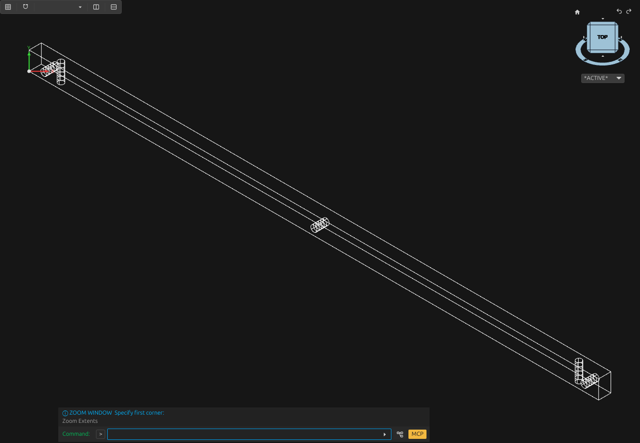 TOP
*ACTIVE*
ZOOM WINDOW Specify first corner:
Zoom Extents
Command: >
MCP